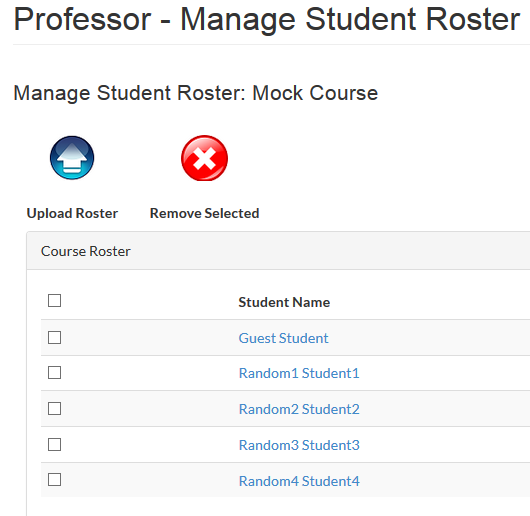 Professor - Manage Student Roster
Manage Student Roster: Mock Course
Upload Roster Remove Selected
Course Roster
Student Name
Guest Student
Random1 Student1
Random2 Student2
Random3 Student3
Random4 Student4